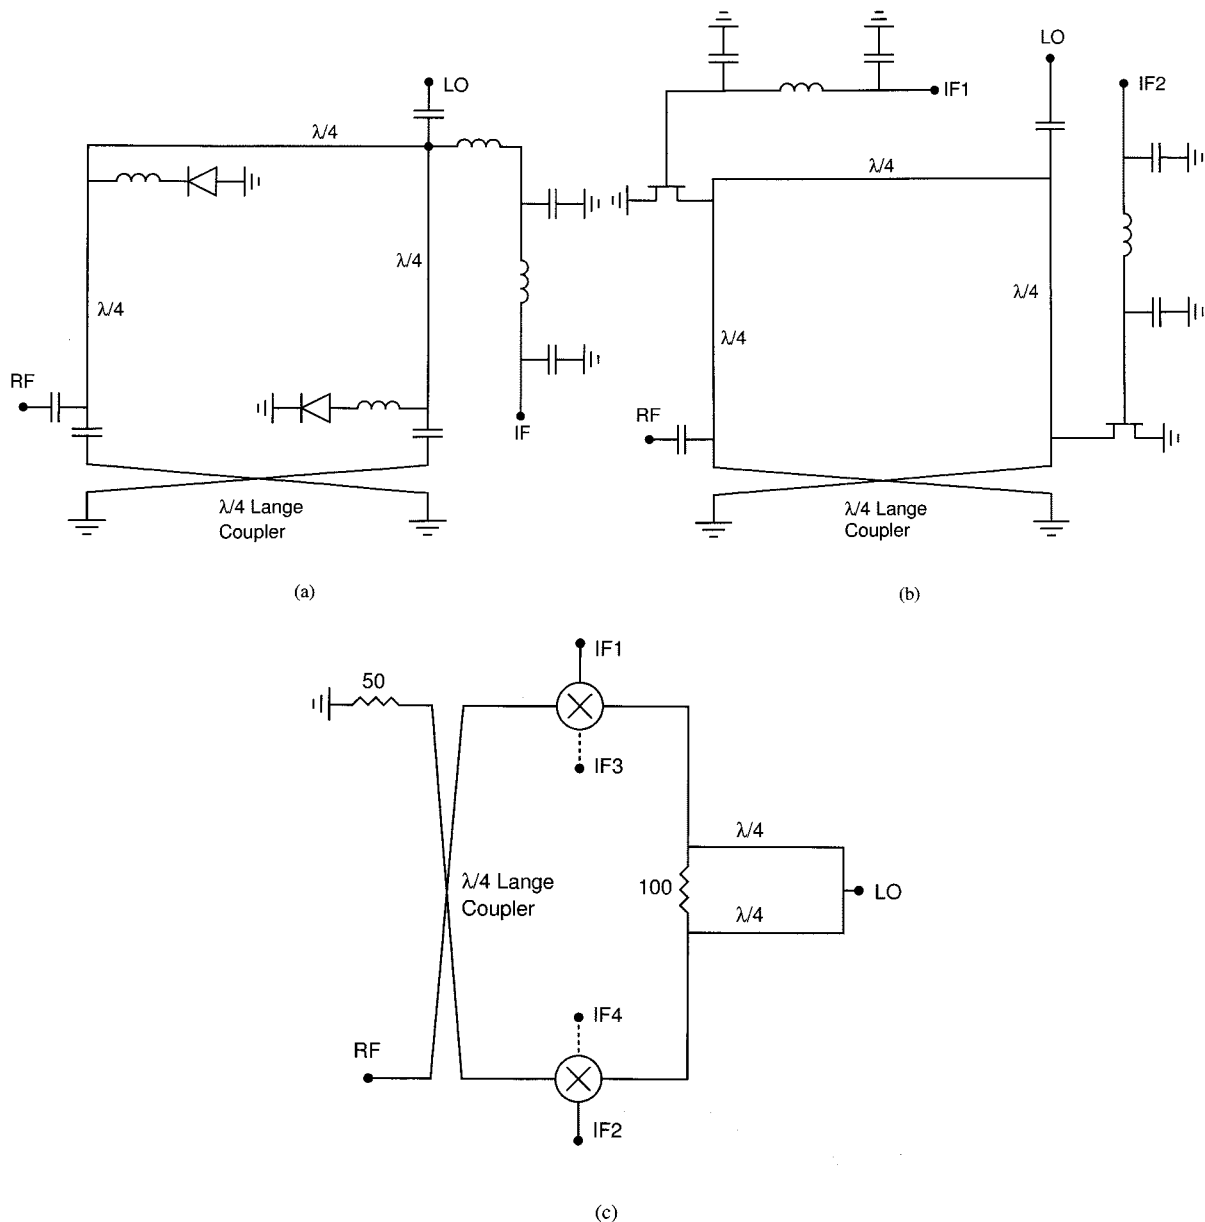 LO
λ/4
λ/4
λ/4
RF
IF
λ/4 Lange
Coupler
(a)
LO
IF1
IF2
λ/4
λ/4
λ/4
RF
λ/4 Lange
Coupler
(b)
IF1
50
IF3
λ/4
100
LO
λ/4 Lange
Coupler
λ/4
IF4
RF
IF2
(c)